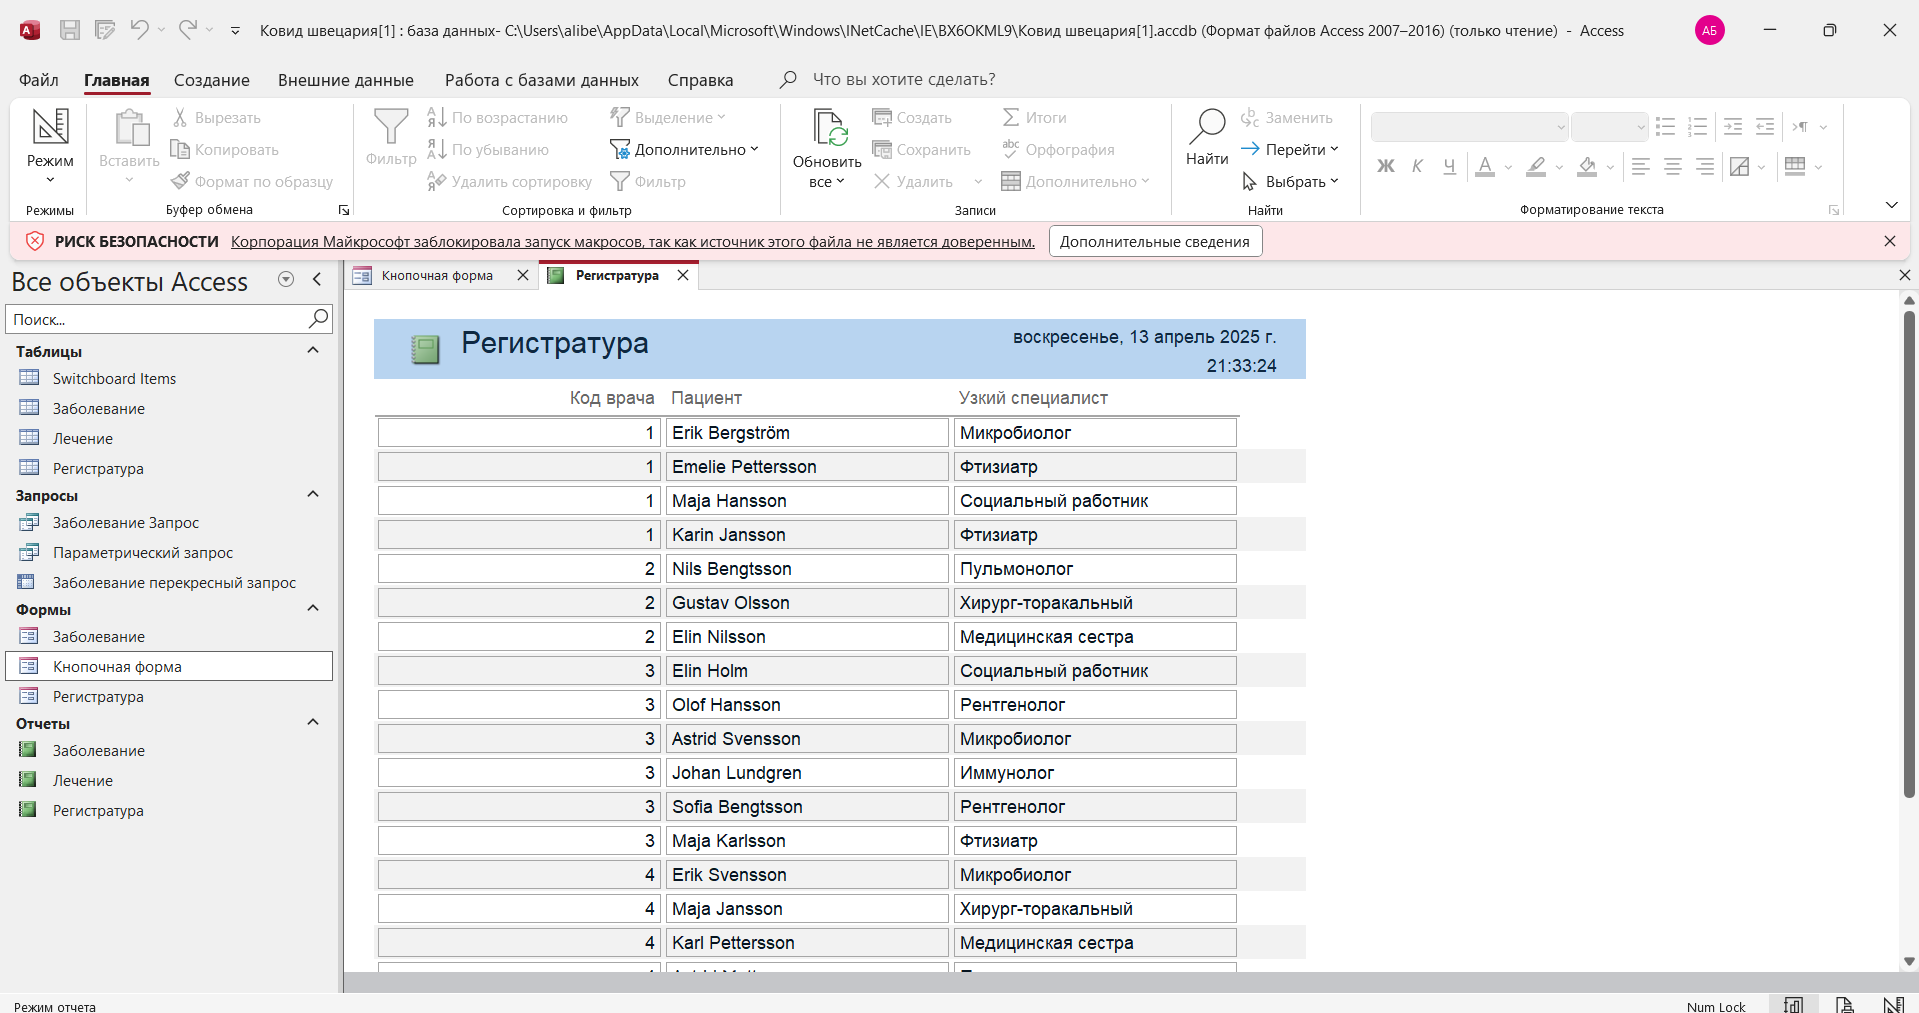 Ковид швецария[1] : база данных- C:\Users\alibe\AppData\Local\Microsoft\Windows\INetCache\IE\BX6OKML9\Ковид швецария[1].accdb (Формат файлов Access 2007–2016) (только чтение) - Access
АБ
Файл Главная Создание Внешние данные Работа с базами данных Справка Что вы хотите сделать?
Режим
Режимы
Вставить
Вырезать
Копировать
Формат по образцу
Буфер обмена
Фильтр
По возрастанию
По убыванию
Удалить сортировку
Выделение
Дополнительно
Фильтр
Сортировка и фильтр
Обновить
все
Создать
Сохранить
Удалить
Итоги
Орфография
Дополнительно
Записи
Найти
Заменить
Перейти
Выбрать
Найти
Ж К Ч
Форматирование текста
РИСК БЕЗОПАСНОСТИ Корпорация Майкрософт заблокировала запуск макросов, так как источник этого файла не является доверенным. Дополнительные сведения
Все объекты Access
Поиск...
Таблицы
Switchboard Items
Заболевание
Лечение
Регистратура
Запросы
Заболевание Запрос
Параметрический запрос
Заболевание перекресный запрос
Формы
Заболевание
Кнопочная форма
Регистратура
Отчеты
Заболевание
Лечение
Регистратура
Кнопочная форма Регистратура
Регистратура
воскресенье, 13 апрель 2025 г.
21:33:24
Код врача Пациент Узкий специалист
1 Erik Bergström Микробиолог
1 Emelie Pettersson Фтизиатр
1 Maja Hansson Социальный работник
1 Karin Jansson Фтизиатр
2 Nils Bengtsson Пульмонолог
2 Gustav Olsson Хирург-торакальный
2 Elin Nilsson Медицинская сестра
3 Elin Holm Социальный работник
3 Olof Hansson Рентгенолог
3 Astrid Svensson Микробиолог
3 Johan Lundgren Иммунолог
3 Sofia Bengtsson Рентгенолог
3 Maja Karlsson Фтизиатр
4 Erik Svensson Микробиолог
4 Maja Jansson Хирург-торакальный
4 Karl Pettersson Медицинская сестра
Режим отчета
Num Lock